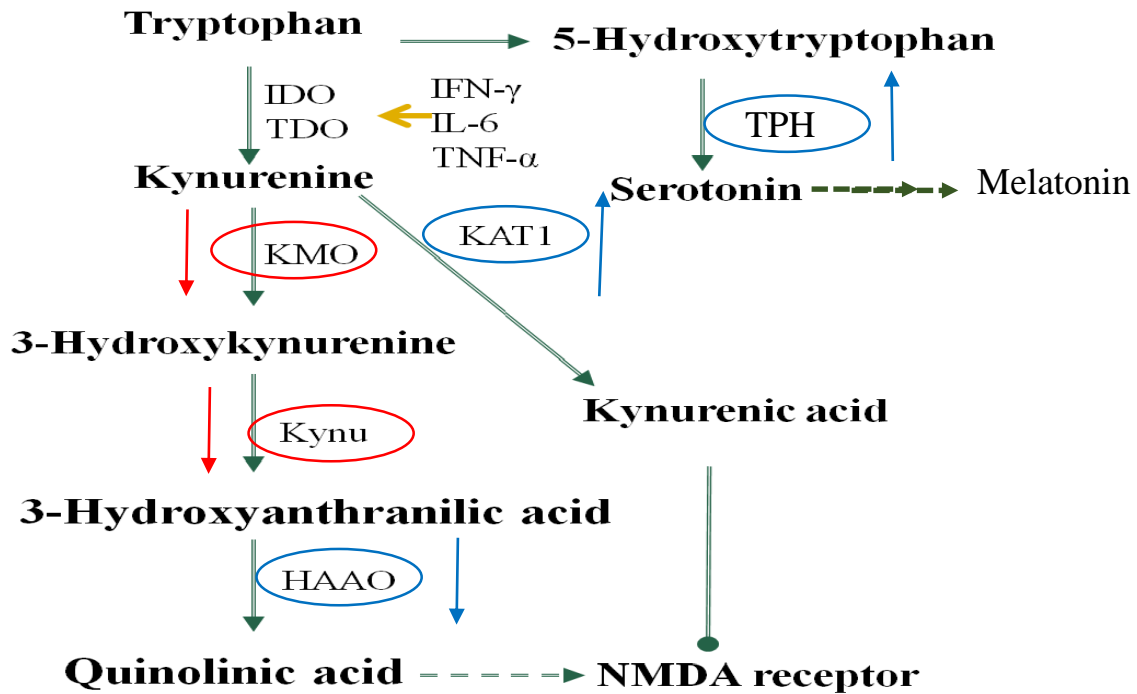 Tryptophan
5-Hydroxytryptophan
IDO
TDO
IFN-γ
IL-6
TNF-α
TPH
Kynurenine
Serotonin
Melatonin
KMO
KAT1
3-Hydroxykynurenine
Kynurenic acid
Kynu
3-Hydroxyanthranilic acid
HAAO
Quinolinic acid
NMDA receptor